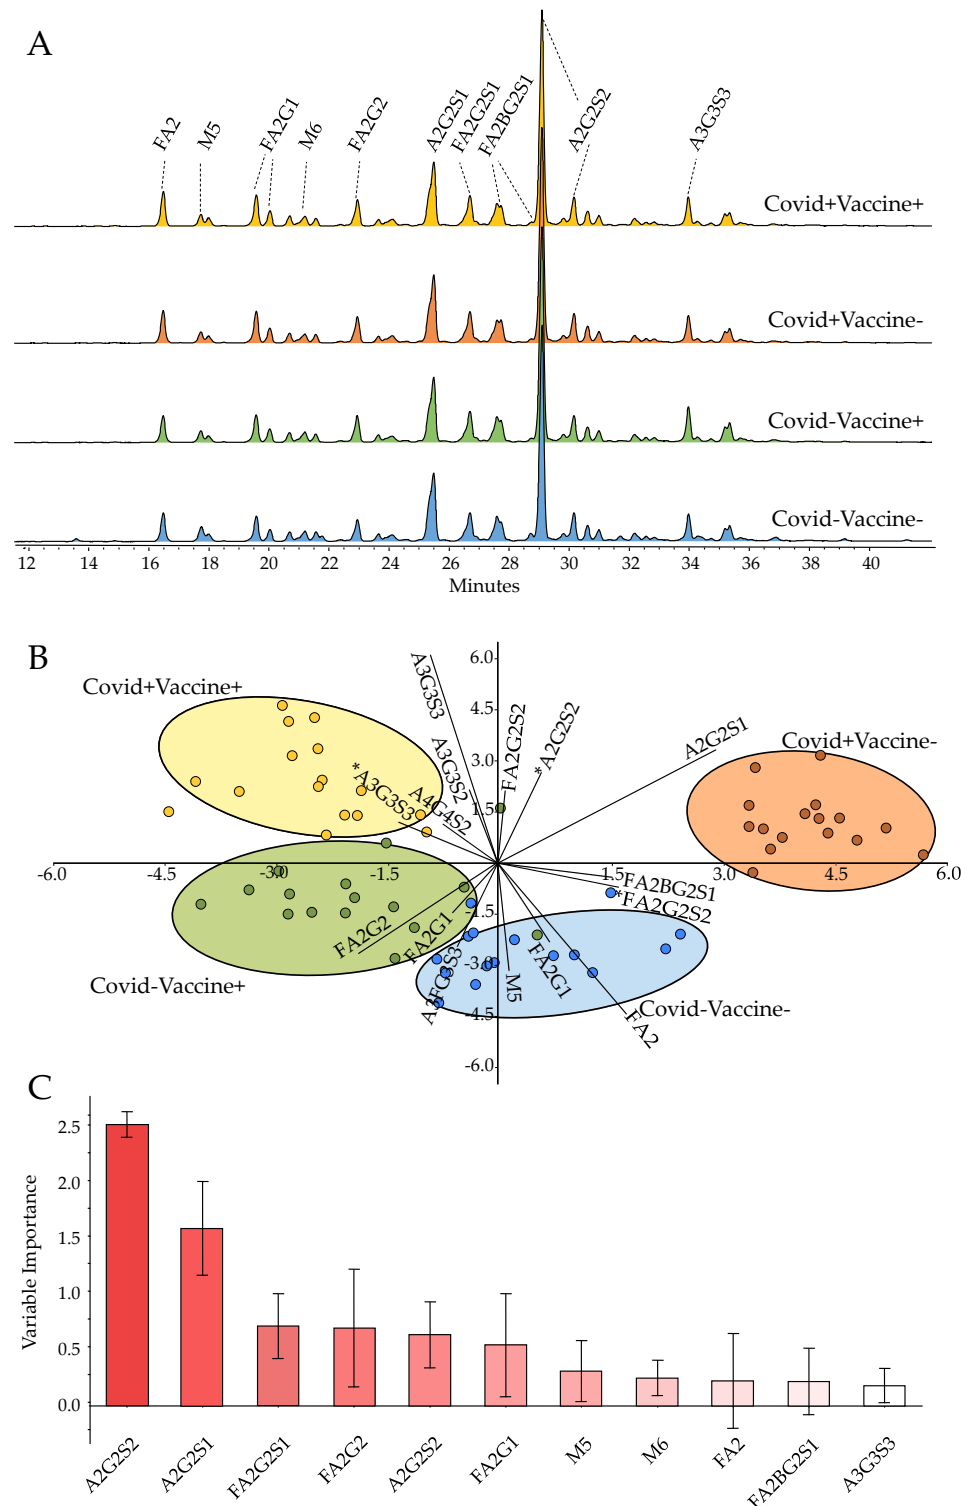 A
FA2
M5
FA2G1
M6
FA2G2
A2G2S1
FA2G2S1
FA2BG2S1
A2G2S2
A3G3S3
Covid+Vaccine+
Covid+Vaccine-
Covid-Vaccine+
Covid-Vaccine-
12 14 16 18 20 22 24 26 28 30 32 34 36 38 40
Minutes
B
Covid+Vaccine+
Covid+Vaccine-
Covid-Vaccine+
Covid-Vaccine-
6.0
4.5
3.0
1.5
-1.5
-3.0
-4.5
-6.0
-6.0 -4.5 -3.0 -1.5 1.5 3.0 4.5 6.0
A3G3S3
A3G3S2
*A3G3S3
A4G4S2
FA2G2S2
*A2G2S2
A2G2S1
FA2BG2S1
*FA2G2S2
FA2G2
FA2G1
A3FG3S3
M5
FA2G1
FA2
C
Variable Importance
2.5
2.0
1.5
1.0
0.5
0.0
A2G2S2
A2G2S1
FA2G2S1
FA2G2
A2G2S2
FA2G1
M5
M6
FA2
FA2BG2S1
A3G3S3